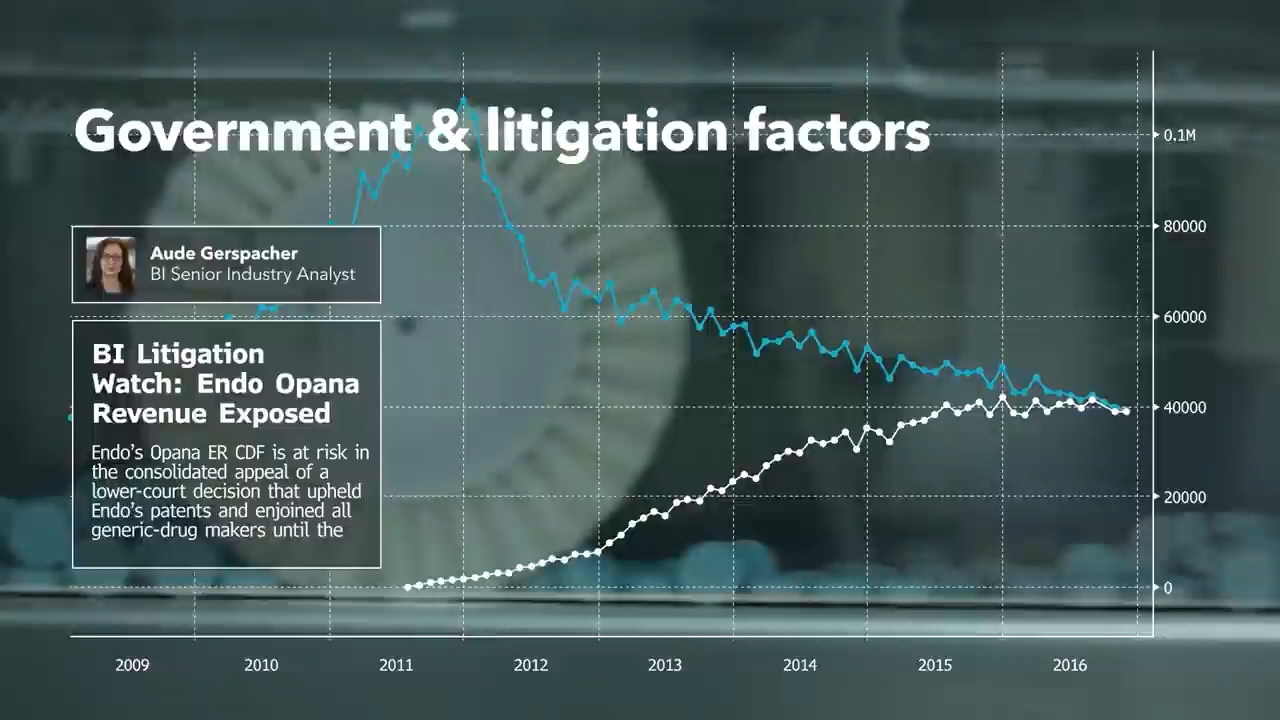 Government & litigation factors
Aude Gerspacher
BI Senior Industry Analyst
BI Litigation
Watch: Endo Opana
Revenue Exposed
Endo's Opana ER CDF is at risk in
the consolidated appeal of a
lower-court decision that upheld
Endo's patents and enjoined all
generic-drug makers until the
0.1M
80000
60000
40000
20000
0
2009 2010 2011 2012 2013 2014 2015 2016